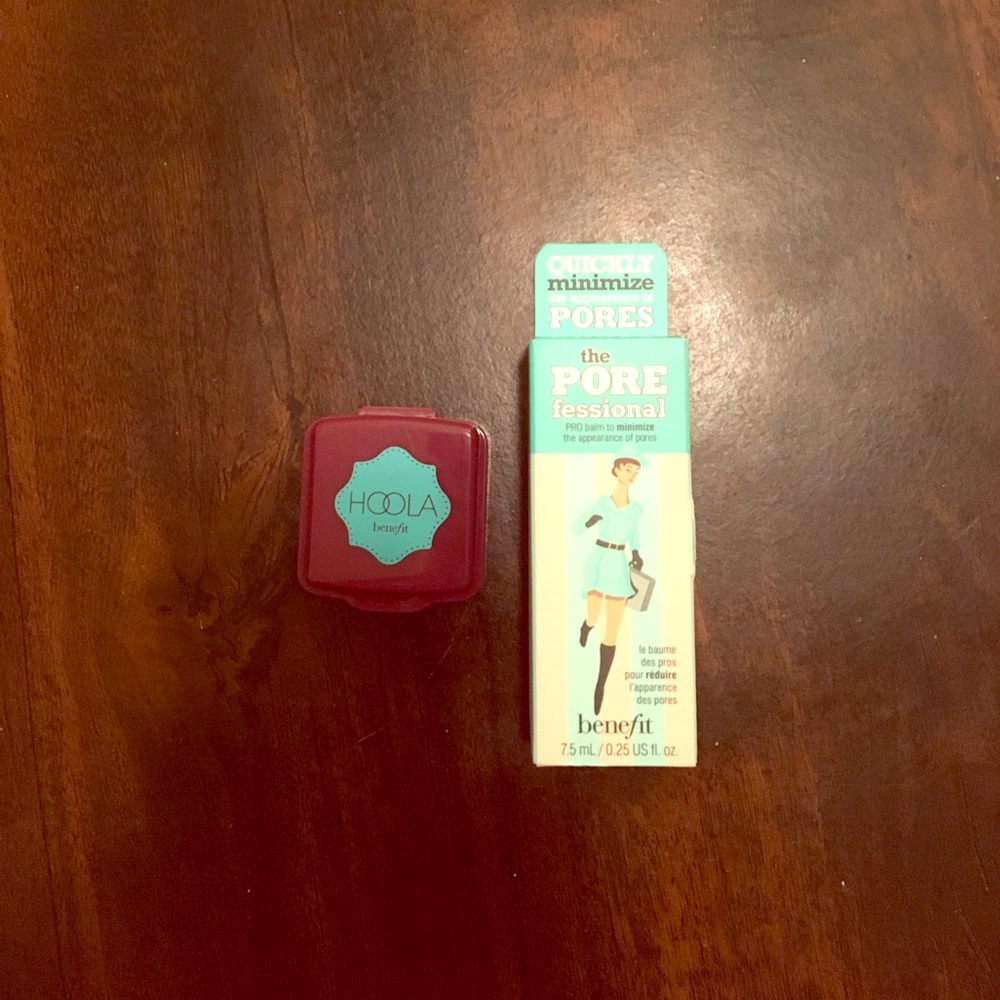 HOOLA
benefit
QUICKLY
minimize
the appearance of
PORES
the
PORE
fessional
PRO balm to minimize
the appearance of pores
le baume
des pros
pour réduire
l'apparence
des pores
benefit
7.5 mL / 0.25 US fl. oz.